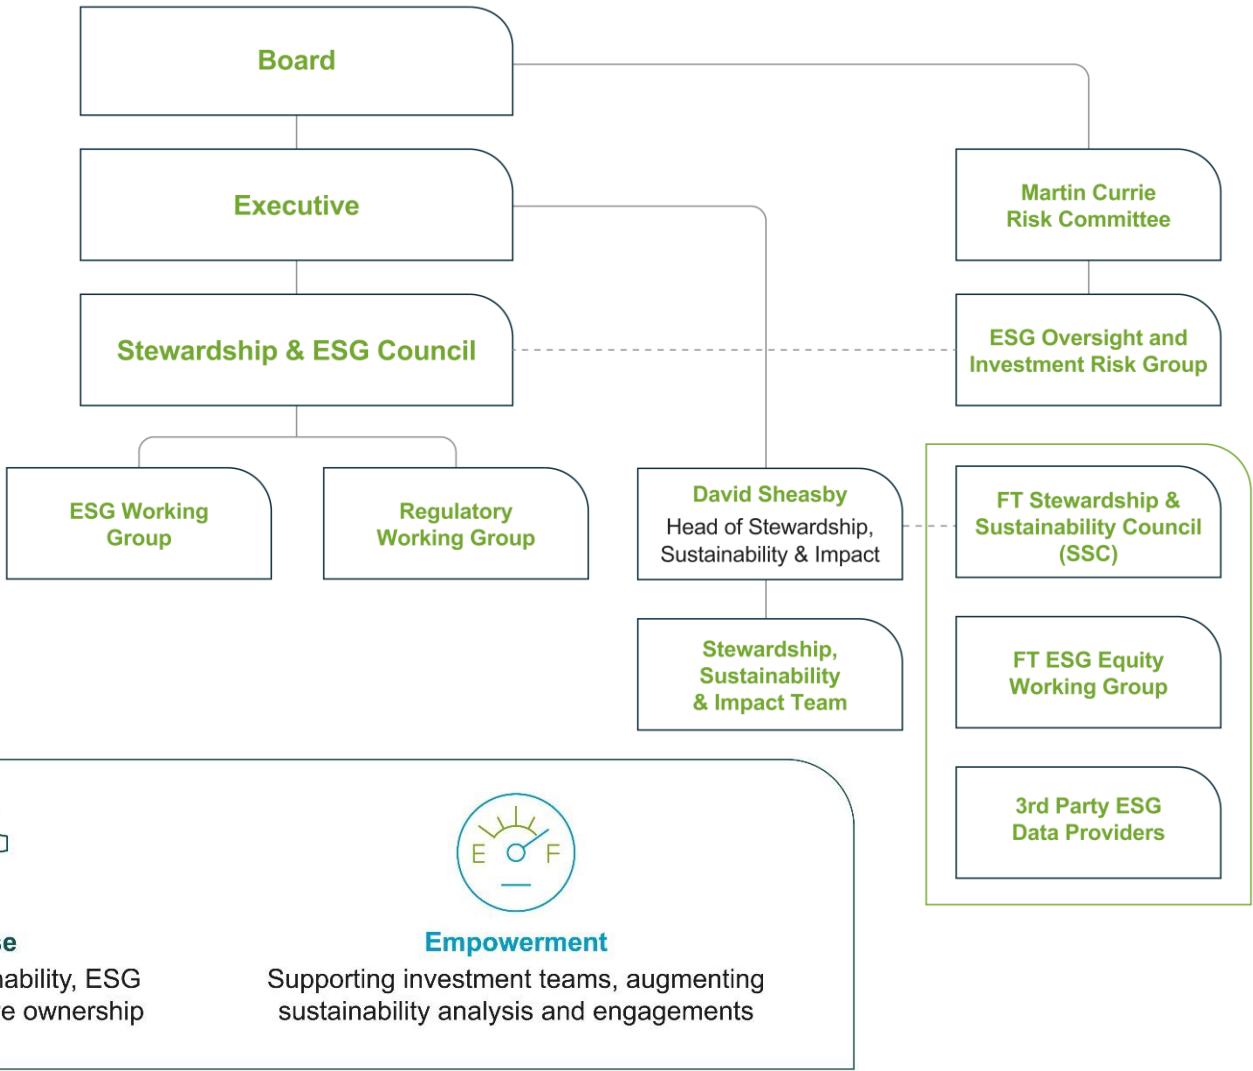 Board
Executive
Martin Currie
Risk Committee
Stewardship & ESG Council
ESG Oversight and
Investment Risk Group
ESG Working
Group
Regulatory
Working Group
David Sheasby
Head of Stewardship,
Sustainability & Impact
FT Stewardship &
Sustainability Council
(SSC)
Stewardship,
Sustainability
& Impact Team
FT ESG Equity
Working Group
3rd Party ESG
Data Providers
E F
Empowerment
Supporting investment teams, augmenting
sustainability analysis and engagements
ESG
ownership